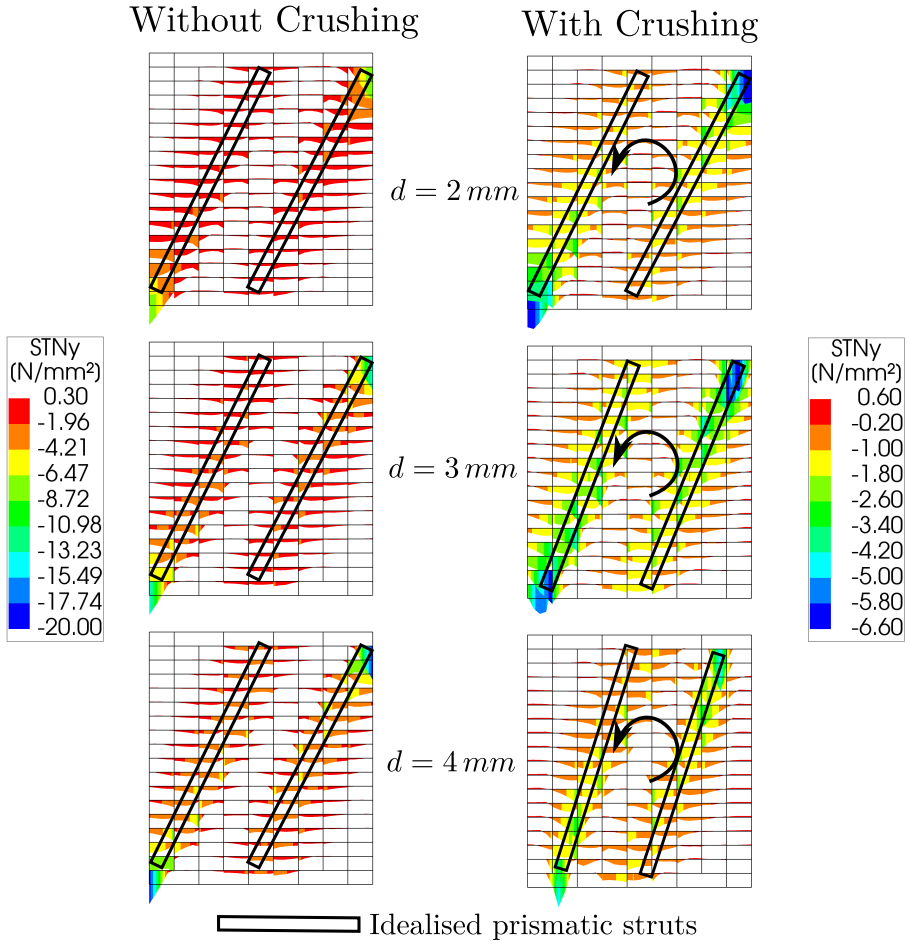 Without Crushing
With Crushing
d = 2 mm
STNy
(N/mm²)
0.30
-1.96
-4.21
-6.47
-8.72
-10.98
-13.23
-15.49
-17.74
-20.00
d = 3 mm
STNy
(N/mm²)
0.60
-0.20
-1.00
-1.80
-2.60
-3.40
-4.20
-5.00
-5.80
-6.60
d = 4 mm
Idealised prismatic struts